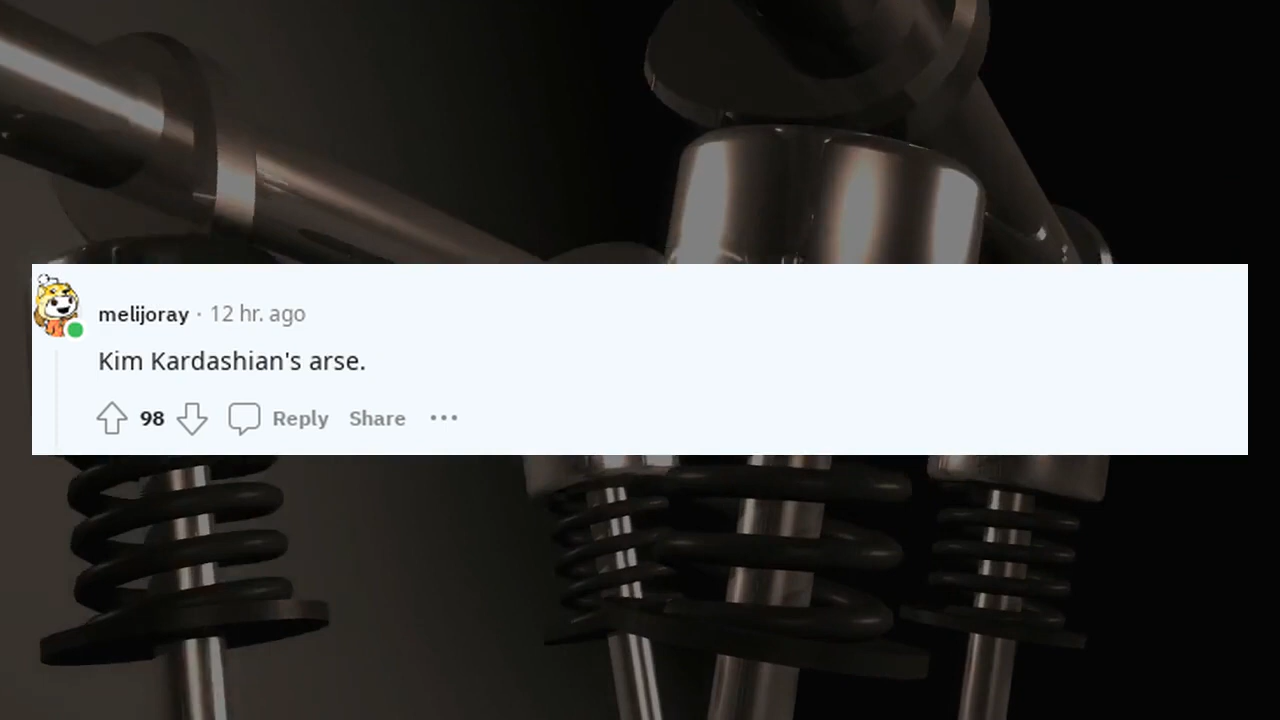 melijoray · 12 hr. ago
Kim Kardashian's arse.
98 Reply Share ···